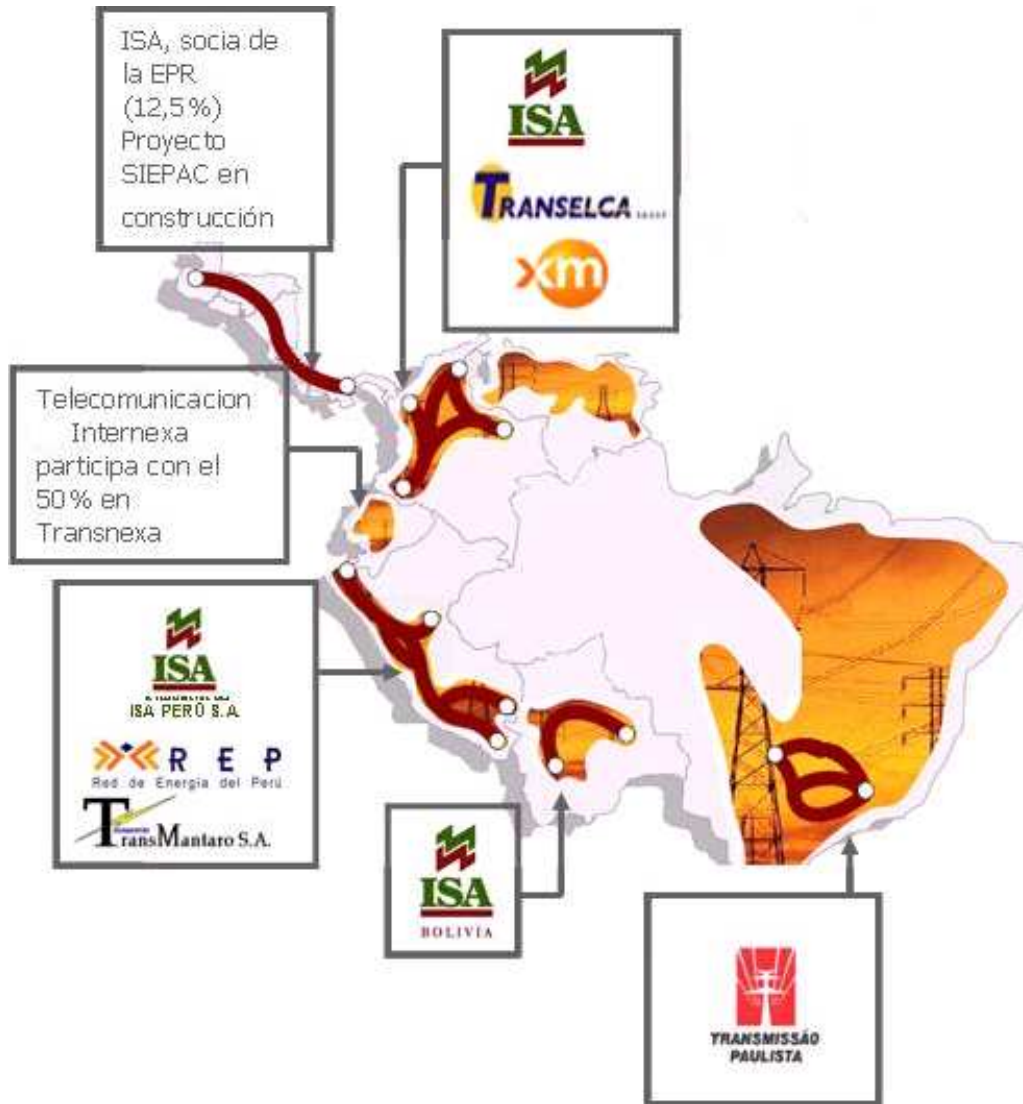 ISA, socia de
la EPR
(12,5%)
Proyecto
SIEPAC en
construcción
ISA
TRANSELCA
xm
Telecomunicacion
Internexa
participa con el
50% en
Transnexa
ISA
ISA PERÚ S.A.
REP
Red de Energía del Perú
TransMantaro S.A.
ISA
BOLIVIA
TRANSMISSÃO
PAULISTA